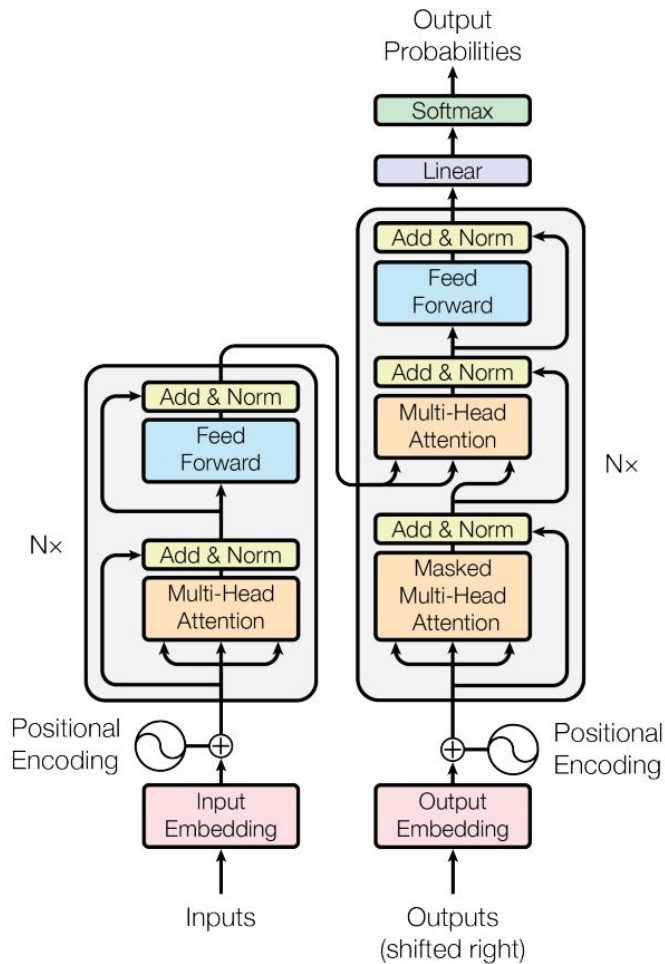 Output
Probabilities
Softmax
Linear
Add & Norm
Feed
Forward
Add & Norm
Multi-Head
Attention
Add & Norm
Masked
Multi-Head
Attention
Nx
Add & Norm
Feed
Forward
Add & Norm
Multi-Head
Attention
Nx
Positional
Encoding
Positional
Encoding
Input
Embedding
Output
Embedding
Inputs
Outputs
(shifted right)